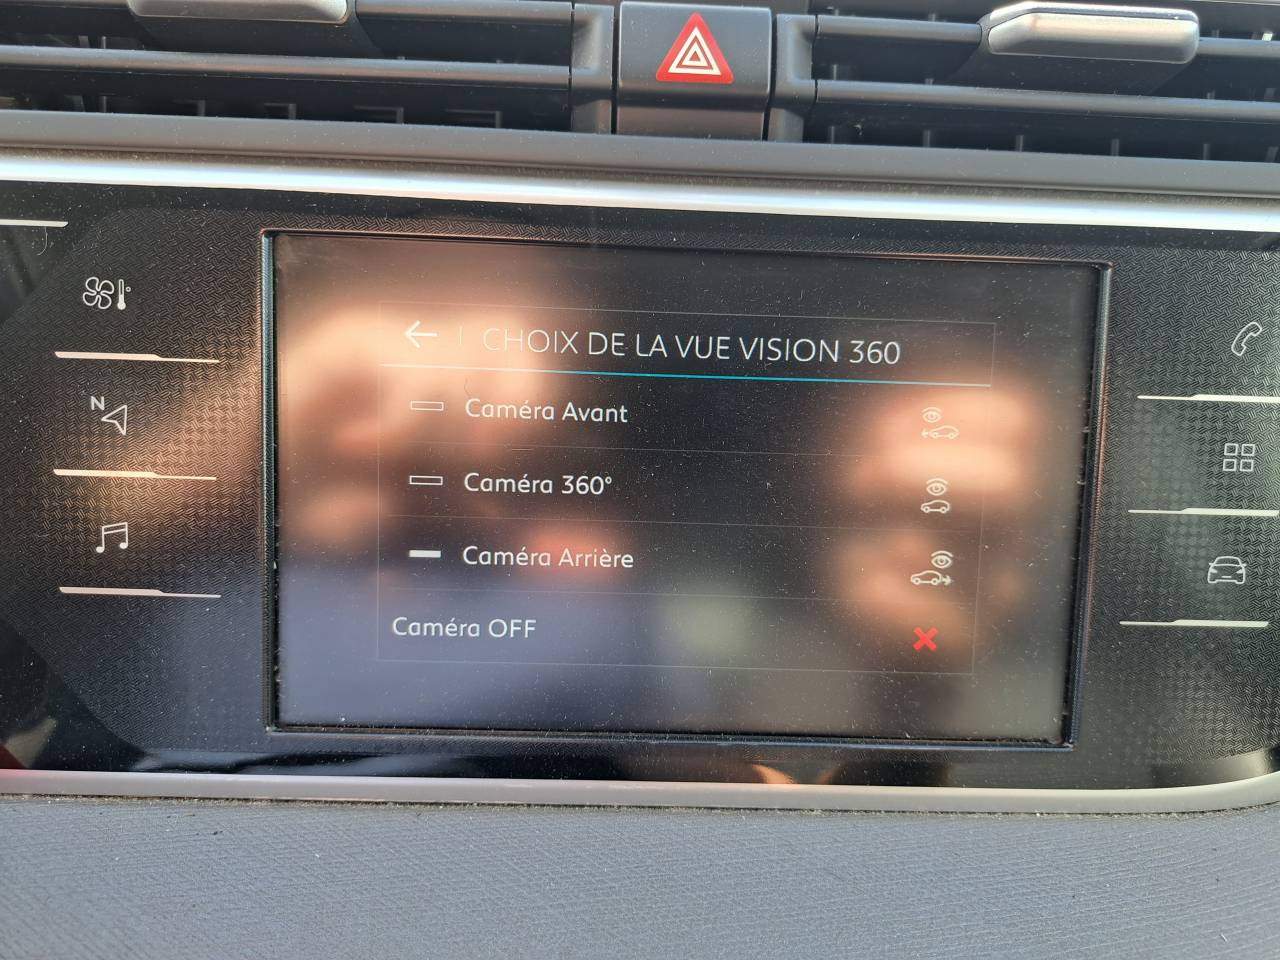 CHOIX DE LA VUE VISION 360
Caméra Avant
Caméra 360°
Caméra Arrière
Caméra OFF
N